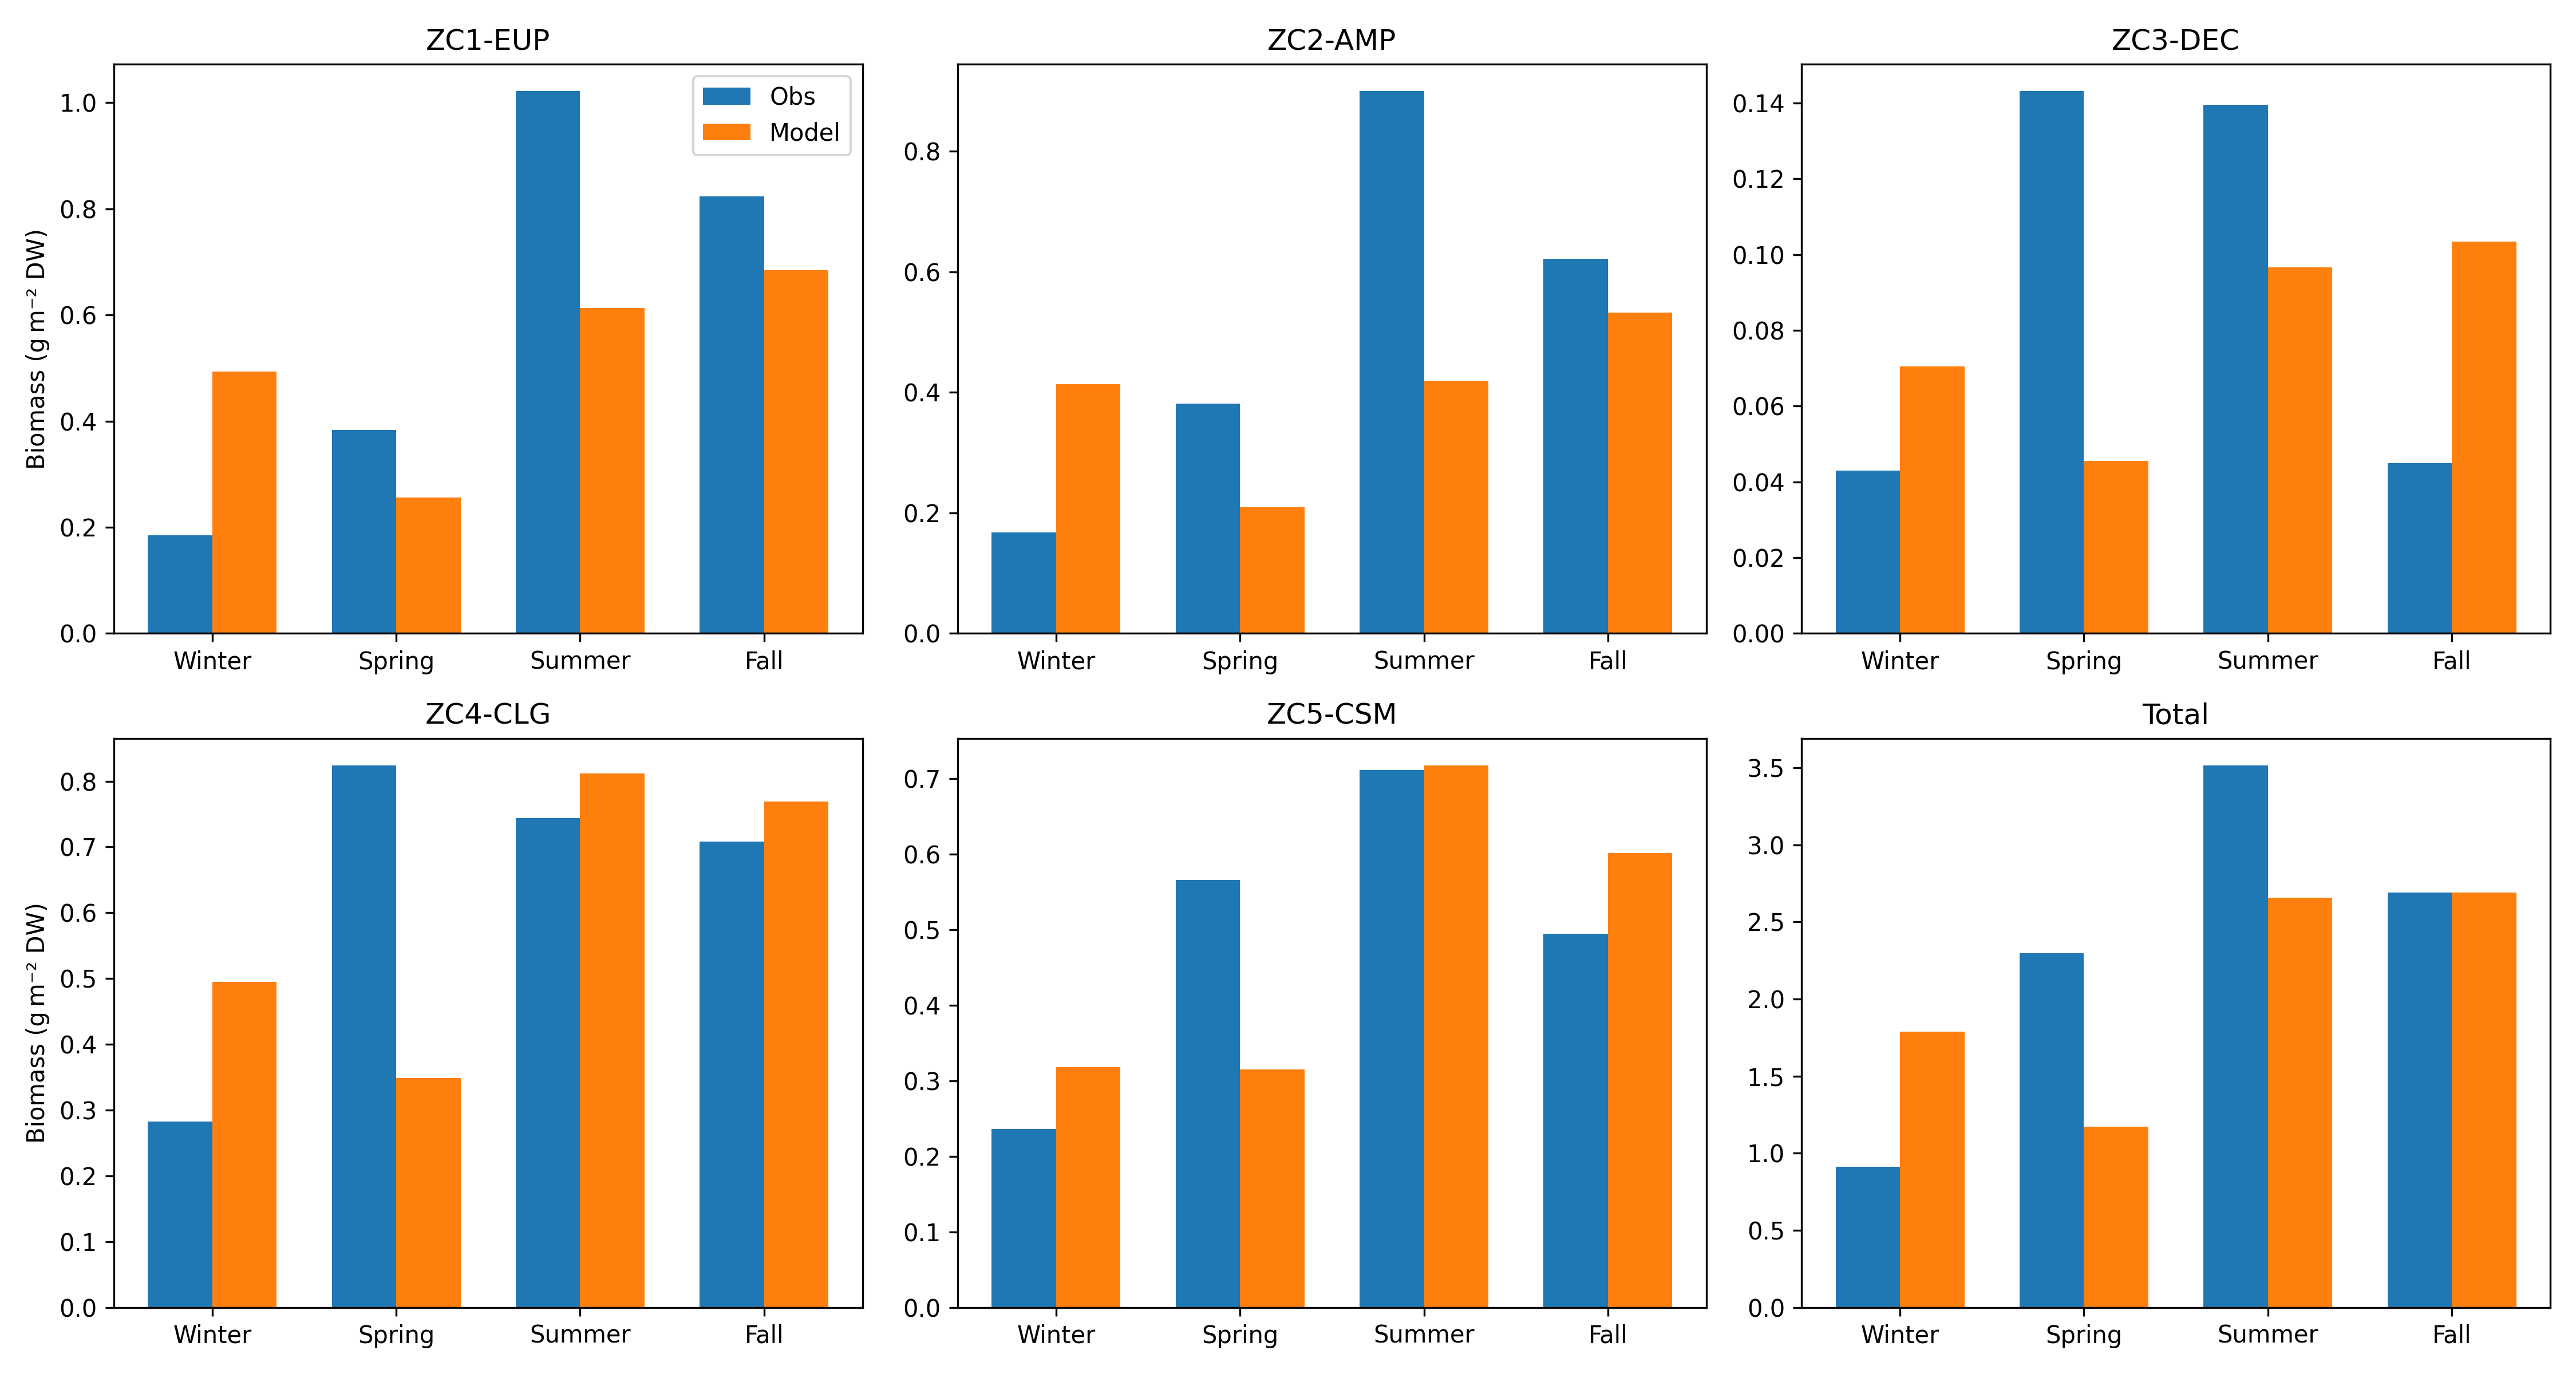 ZC1-EUP
Obs
Model
Biomass (g m⁻² DW)
1.0
0.8
0.6
0.4
0.2
0.0
Winter Spring Summer Fall
ZC2-AMP
0.8
0.6
0.4
0.2
0.0
Winter Spring Summer Fall
ZC3-DEC
0.14
0.12
0.10
0.08
0.06
0.04
0.02
0.00
Winter Spring Summer Fall
ZC4-CLG
Biomass (g m⁻² DW)
0.8
0.7
0.6
0.5
0.4
0.3
0.2
0.1
0.0
Winter Spring Summer Fall
ZC5-CSM
0.7
0.6
0.5
0.4
0.3
0.2
0.1
0.0
Winter Spring Summer Fall
Total
3.5
3.0
2.5
2.0
1.5
1.0
0.5
0.0
Winter Spring Summer Fall